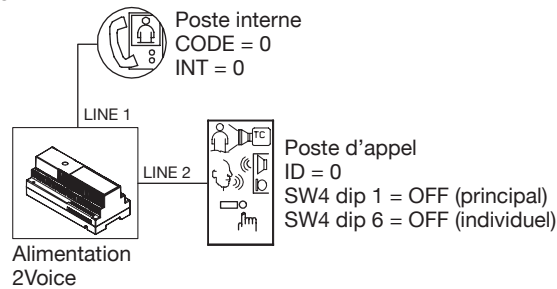 Poste interne
CODE = 0
INT = 0
LINE 1
LINE 2
TC
Poste d'appel
ID = 0
SW4 dip 1 = OFF (principal)
SW4 dip 6 = OFF (individuel)
Alimentation
2Voice